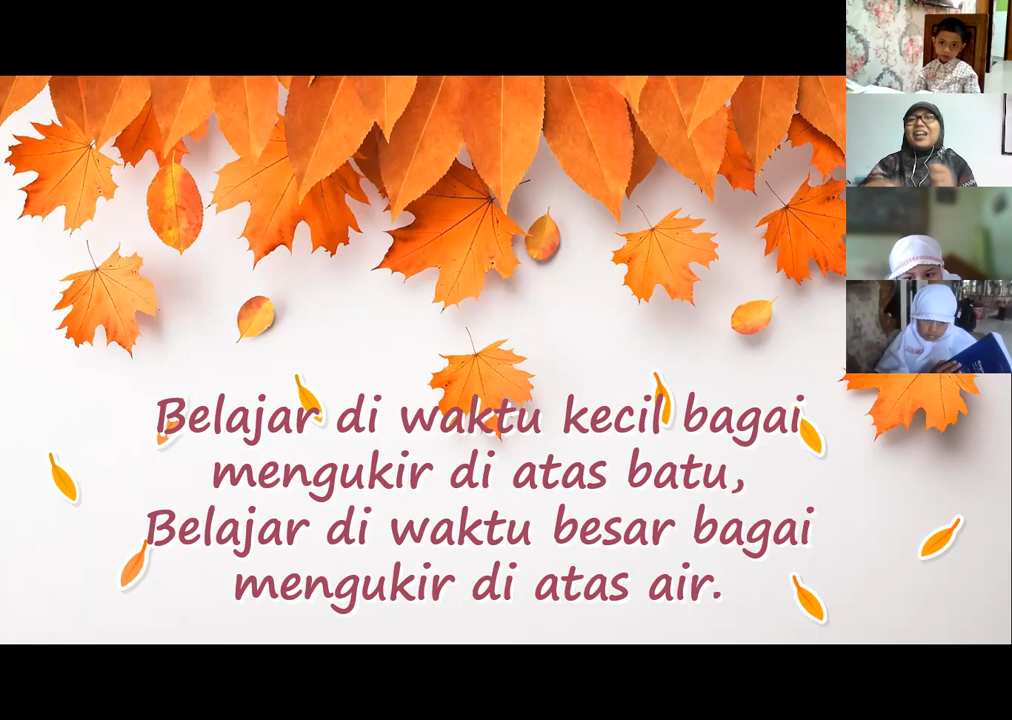 Belajar di waktu kecil bagai
mengukir di atas batu,
Belajar di waktu besar bagai
mengukir di atas air.